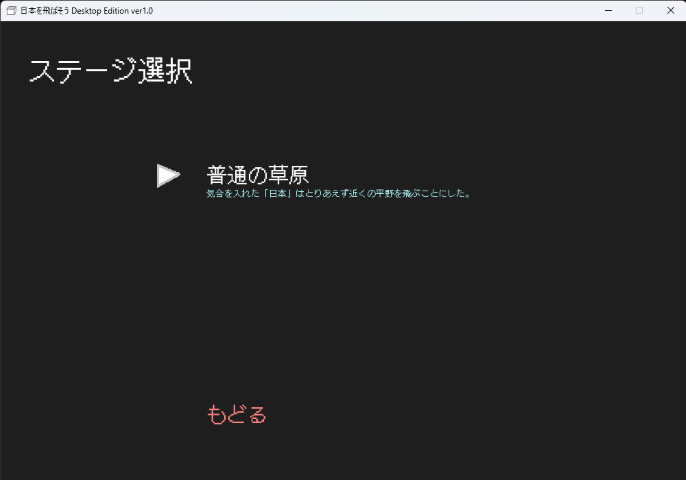 日本を飛ばそう Desktop Edition ver1.0
ステージ選択
普通の草原
気合を入れた「日本」はとりあえず近くの平野を飛ぶことにした。
もどる